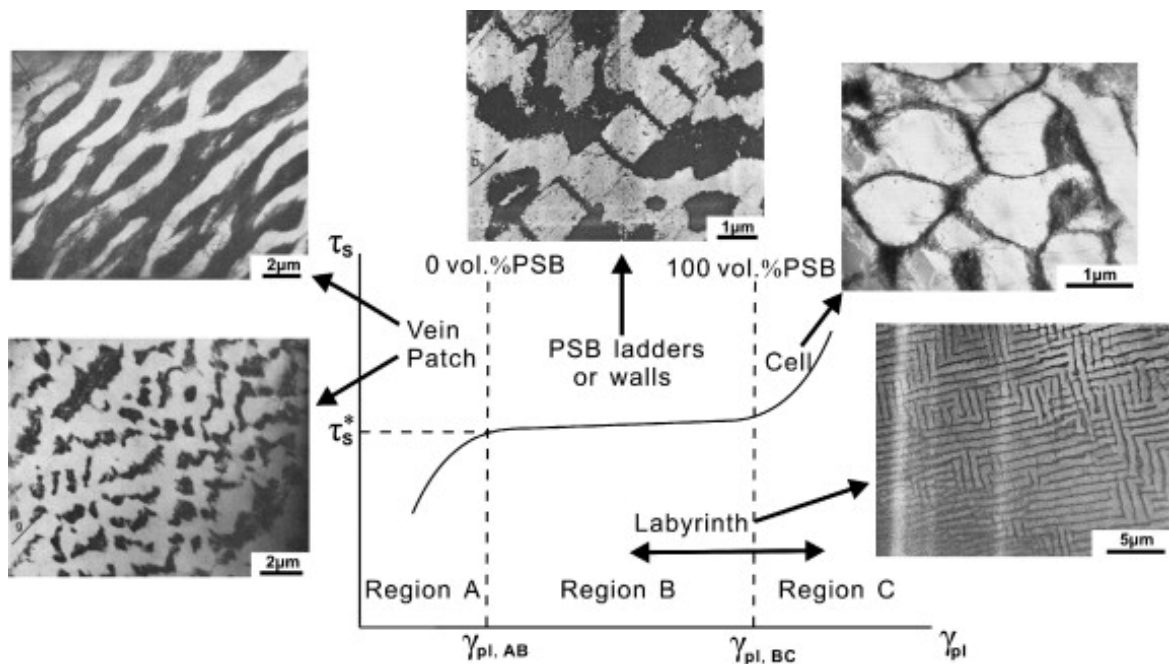 1μm
2μm
1μm
τs
0 vol.%PSB
100 vol.%PSB
Vein
Patch
PSB ladders
or walls
Cell
τs*
g
2μm
Labyrinth
5μm
Region A
Region B
Region C
γpl, AB
γpl, BC
γpl